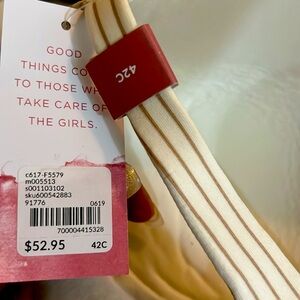 GOOD
THINGS CO
TO THOSE WH
TAKE CARE OF
THE GIRLS.
42C
c617-F5579
m005513
s001103102
sku600542883
91776 0619
700004415328
$52.95 42C